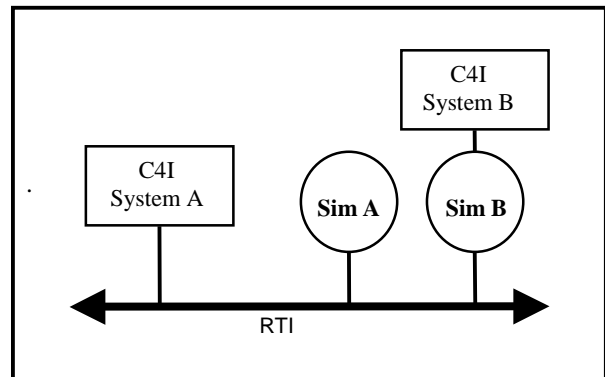 C4I
System B
C4I
System A
Sim A
Sim B
RTI
.